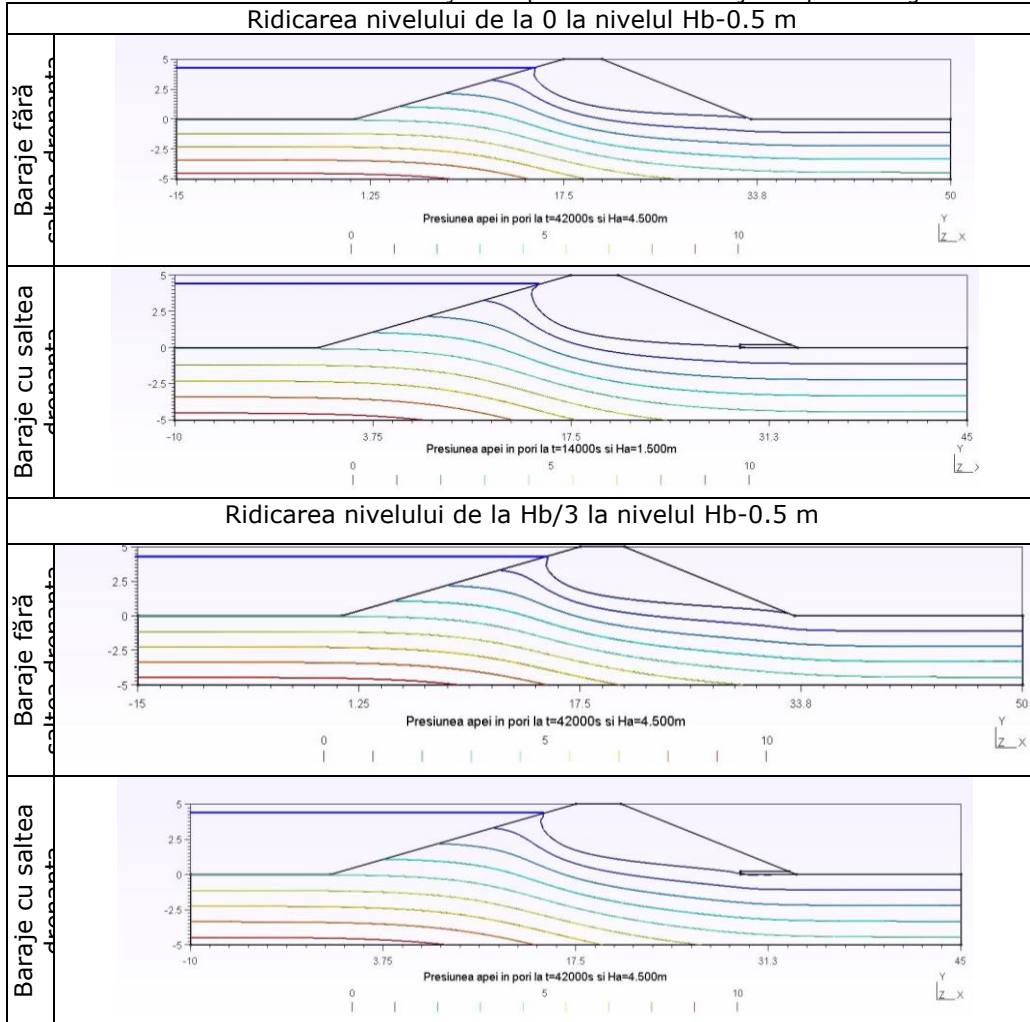 Ridicarea nivelului de la 0 la nivelul Hb-0.5 m
Baraje fără
5
2.5
0
-2.5
-5
-15 1.25 17.5 33.8 50
Presiunea apei in pori la t=42000s si Ha=4.500m
0 5 10
Y
Z X
Baraje cu saltea
5
2.5
0
-2.5
-5
-10 3.75 17.5 31.3 45
Presiunea apei in pori la t=14000s si Ha=1.500m
0 5 10
Y
Z
Ridicarea nivelului de la Hb/3 la nivelul Hb-0.5 m
Baraje fără
5
2.5
0
-2.5
-5
-15 1.25 17.5 33.8 50
Presiunea apei in pori la t=42000s si Ha=4.500m
0 5 10
Y
Z X
Baraje cu saltea
5
2.5
0
-2.5
-5
-10 3.75 17.5 31.3 45
Presiunea apei in pori la t=42000s si Ha=4.500m
0 5 10
Y
Z X